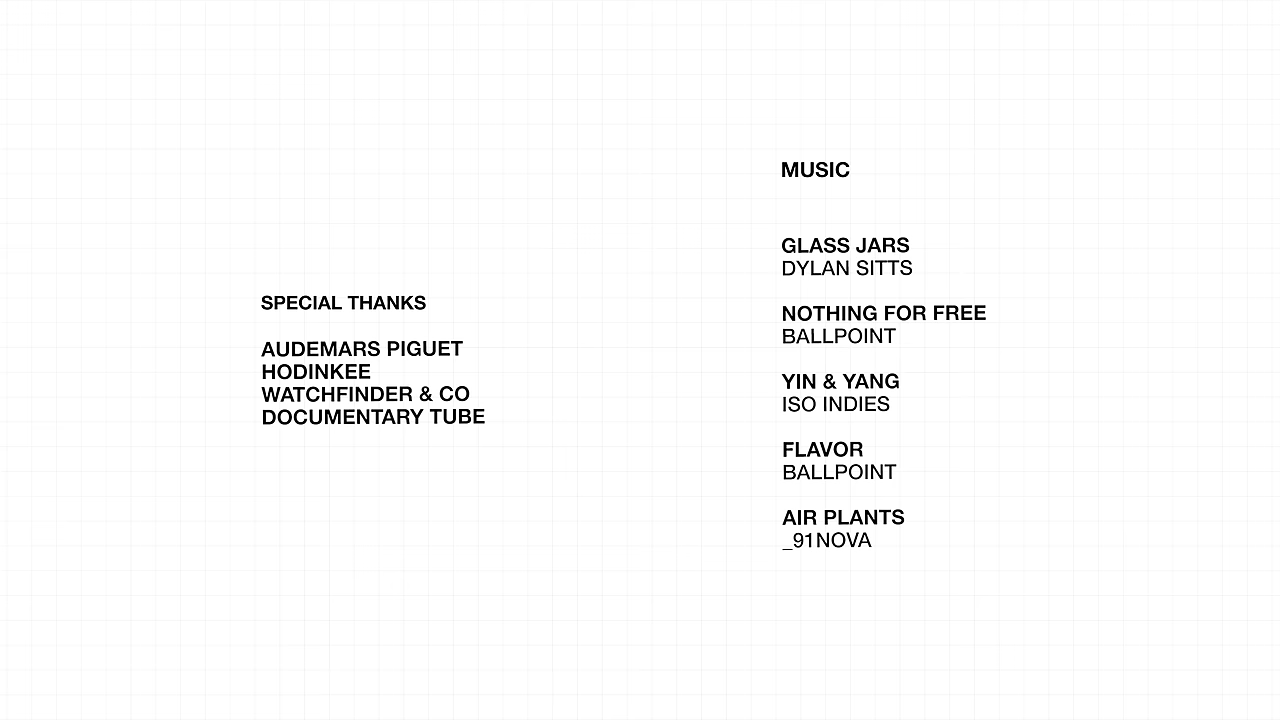 SPECIAL THANKS
AUDEMARS PIGUET
HODINKEE
WATCHFINDER & CO
DOCUMENTARY TUBE
MUSIC
GLASS JARS
DYLAN SITTS
NOTHING FOR FREE
BALLPOINT
YIN & YANG
ISO INDIES
FLAVOR
BALLPOINT
AIR PLANTS
_91NOVA